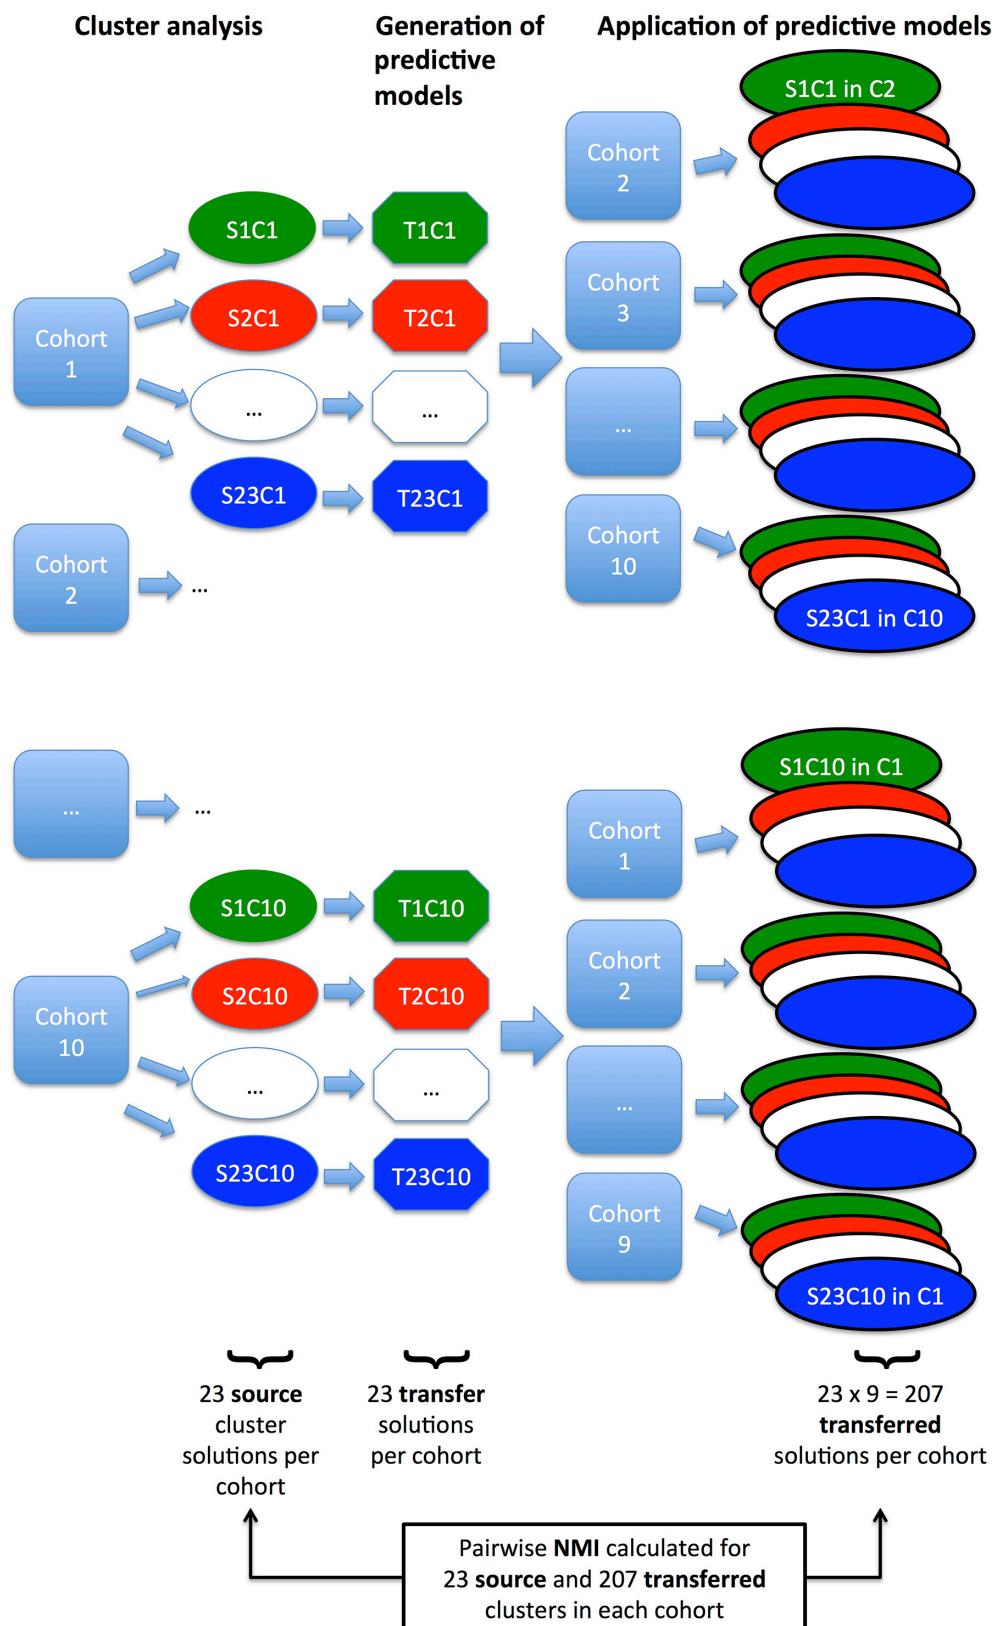 Cluster analysis
Generation of
predictive
models
Application of predictive models
Cohort
1
S1C1
S2C1
...
S23C1
T1C1
T2C1
...
T23C1
Cohort
2
S1C1 in C2
Cohort
3
...
Cohort
10
S23C1 in C10
Cohort
2
...
...
...
Cohort
10
S1C10
S2C10
...
S23C10
T1C10
T2C10
...
T23C10
Cohort
1
S1C10 in C1
Cohort
2
...
Cohort
9
S23C10 in C1
23 source
cluster
solutions per
cohort
23 transfer
solutions
per cohort
23 x 9 = 207
transferred
solutions per cohort
Pairwise NMI calculated for
23 source and 207 transferred
clusters in each cohort